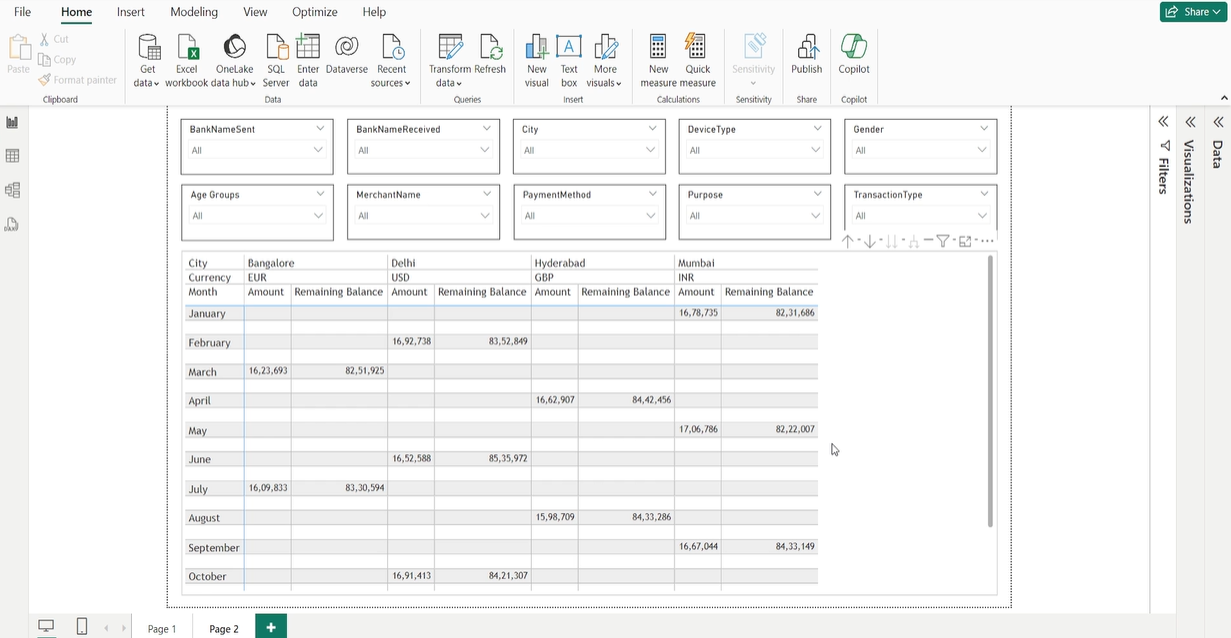 File Home Insert Modeling View Optimize Help Share
Paste Cut Copy Format painter
Get data Excel workbook OneLake data hub SQL Server Enter data Dataverse Recent sources Transform data Refresh New visual Text box More visuals New measure Quick measure Sensitivity Publish Copilot
Clipboard Data Queries Insert Calculations Sensitivity Share Copilot
BankNameSent BankNameReceived City DeviceType Gender
All All All All All
Age Groups MerchantName PaymentMethod Purpose TransactionType
All All All All All
City Bangalore Delhi Hyderabad Mumbai
Currency EUR USD GBP INR
Month Amount Remaining Balance Amount Remaining Balance Amount Remaining Balance Amount Remaining Balance
January 16,78,735 82,31,686
February 16,92,738 83,52,849
March 16,23,693 82,51,925
April 16,62,907 84,42,456
May 17,06,786 82,22,007
June 16,52,588 85,35,972
July 16,09,833 83,30,594
August 15,98,709 84,33,286
September 16,67,044 84,33,149
October 16,91,413 84,21,307
Filters
Visualizations
Data
Page 1 Page 2